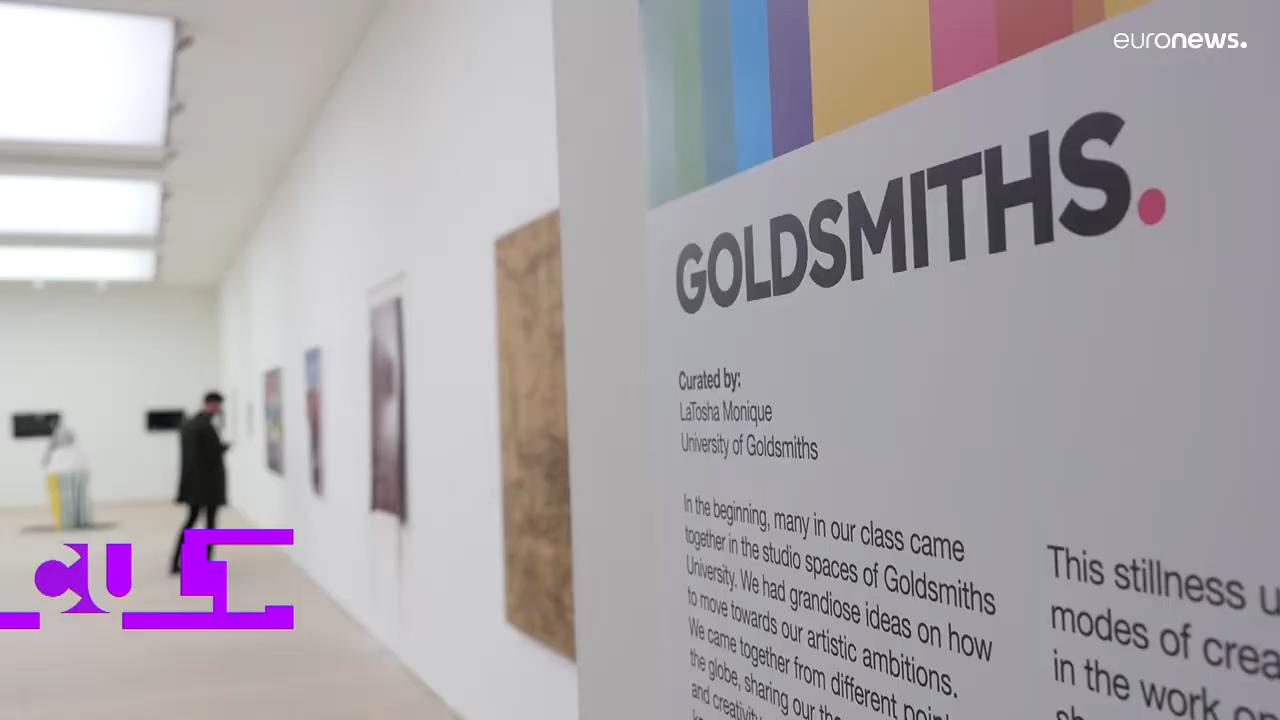 euronews.
GOLDSMITHS.
Curated by:
LaTosha Monique
University of Goldsmiths
In the beginning, many in our class came
together in the studio spaces of Goldsmiths
University. We had grandiose ideas on how
to move towards our artistic ambitions.
We came together from different
the globe, sharing our
and creativity
This stillness
modes of
in the work
CU